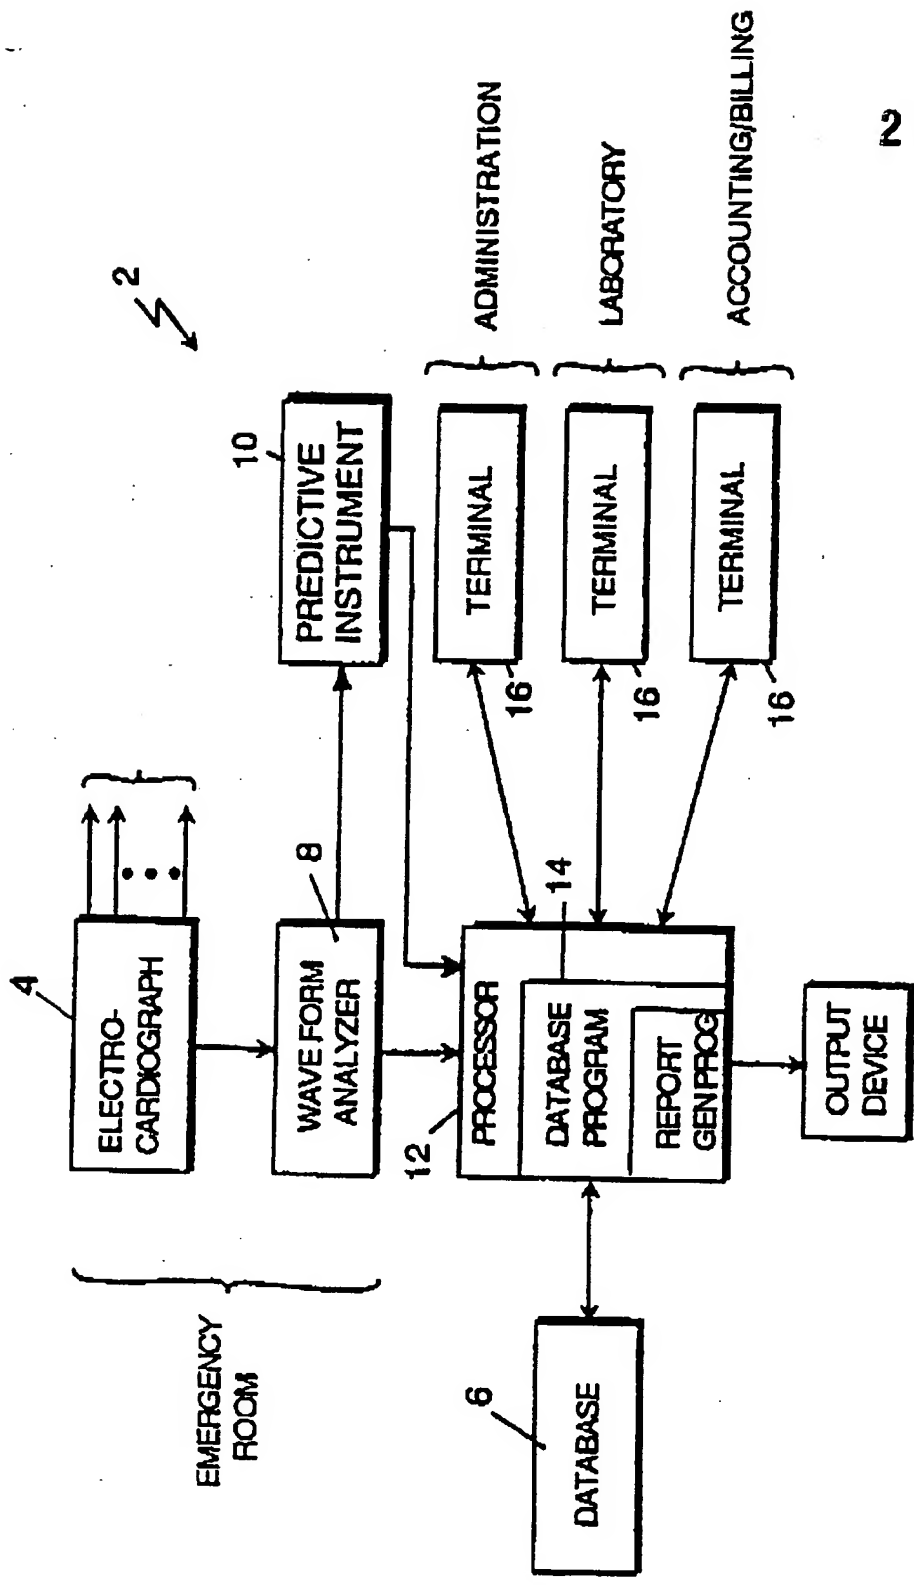 2
4
ELECTRO-
CARDIOGRAPH
EMERGENCY
ROOM
8
WAVE FORM
ANALYZER
10
PREDICTIVE
INSTRUMENT
12
PROCESSOR
14
DATABASE
PROGRAM
REPORT
GEN PROG
6
DATABASE
TERMINAL
16
ADMINISTRATION
TERMINAL
16
LABORATORY
TERMINAL
16
ACCOUNTING/BILLING
OUTPUT
DEVICE
2